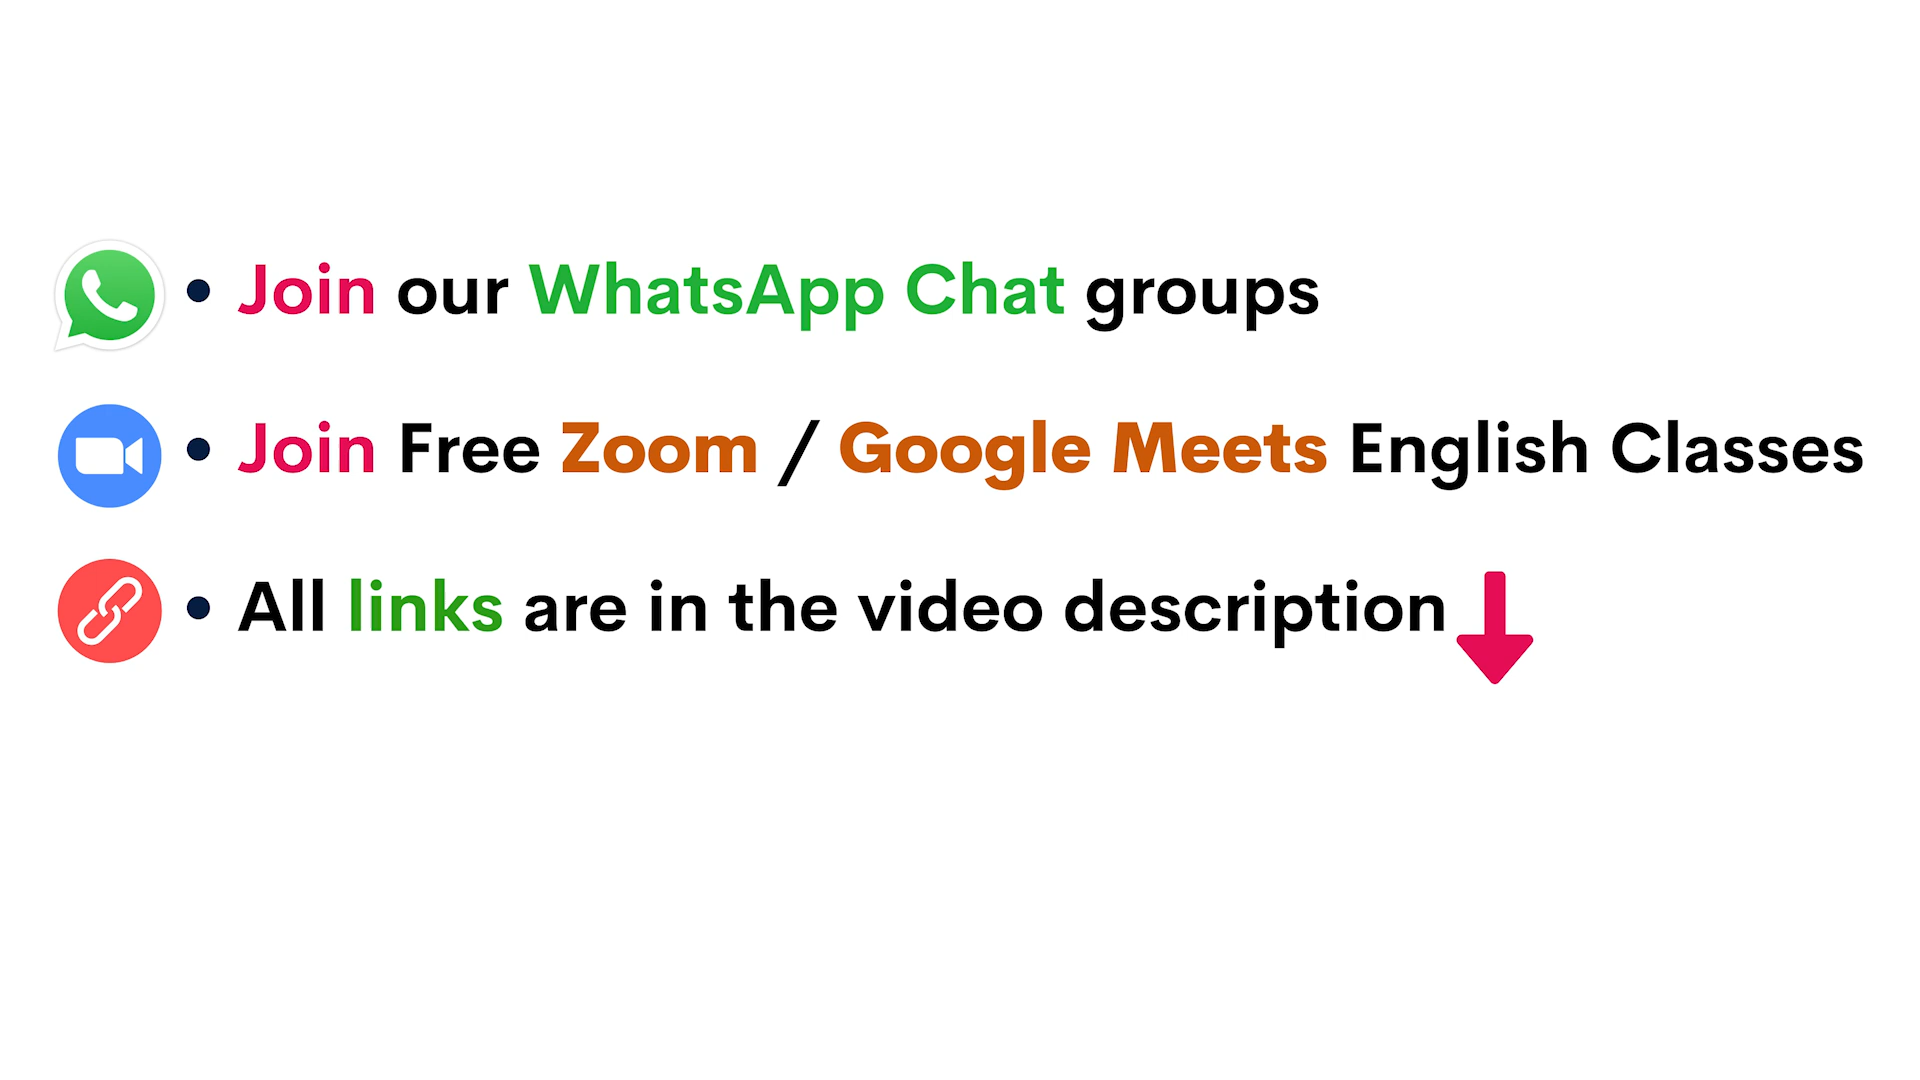 • Join our WhatsApp Chat groups
• Join Free Zoom / Google Meets English Classes
• All links are in the video description